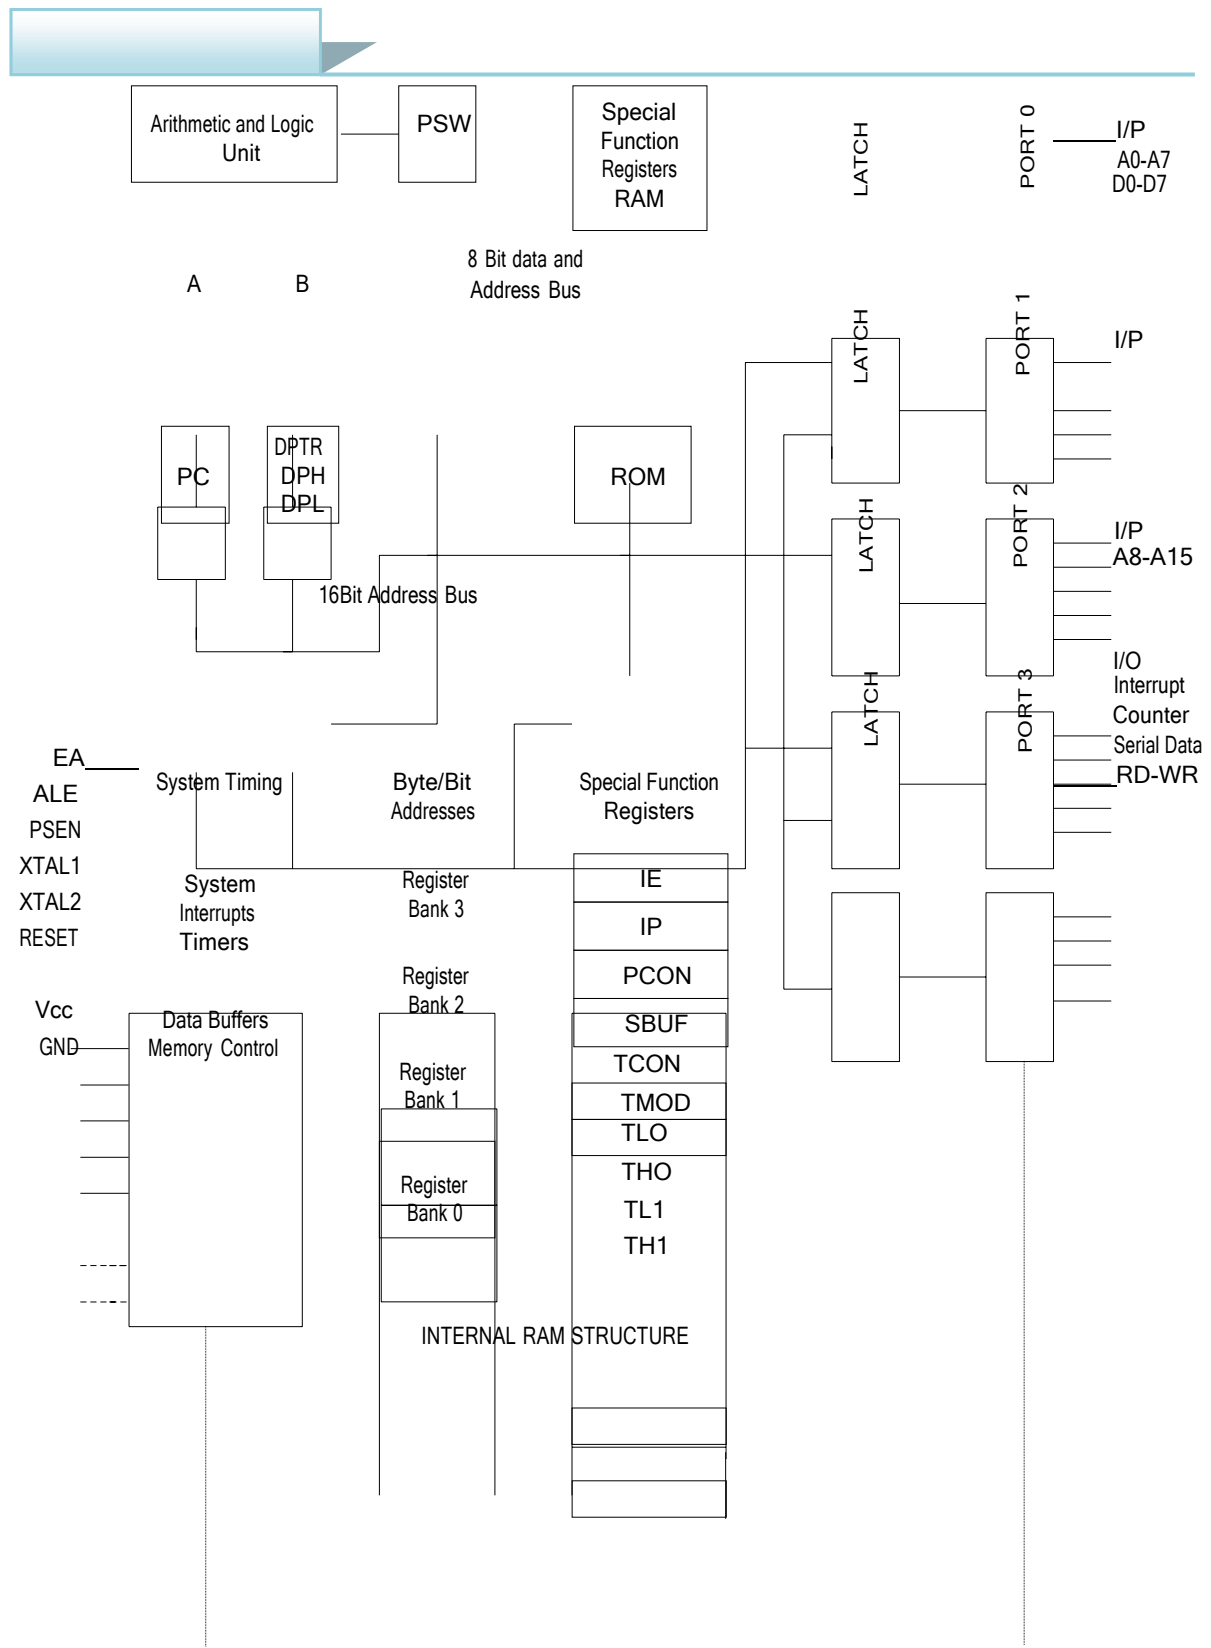 Arithmetic and Logic
Unit
PSW
Special
Function
Registers
RAM
LATCH
PORT 0
I/P
A0-A7
D0-D7
8 Bit data and
Address Bus
A
B
LATCH
PORT 1
I/P
PC
DPTR
DPH
DPL
ROM
LATCH
PORT 2
I/P
A8-A15
16Bit Address Bus
LATCH
PORT 3
I/O
Interrupt
Counter
Serial Data
RD-WR
EA
ALE
PSEN
XTAL1
XTAL2
RESET
Vcc
GND
System Timing
System
Interrupts
Timers
Data Buffers
Memory Control
Byte/Bit
Addresses
Register
Bank 3
Register
Bank 2
Register
Bank 1
Register
Bank 0
Special Function
Registers
IE
IP
PCON
SBUF
TCON
TMOD
TLO
THO
TL1
TH1
INTERNAL RAM STRUCTURE